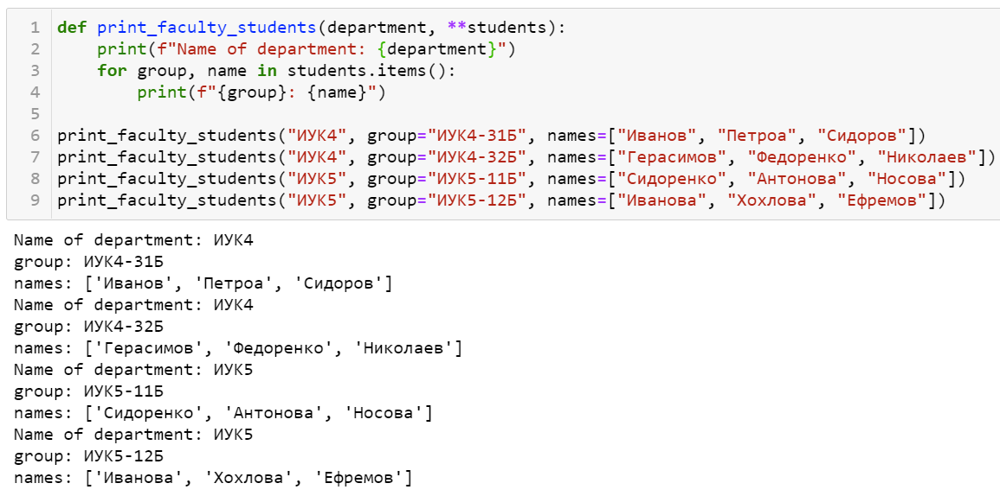 1 def print_faculty_students(department, **students):
2     print(f"Name of department: {department}")
3     for group, name in students.items():
4         print(f"{group}: {name}")
5
6 print_faculty_students("ИУК4", group="ИУК4-31Б", names=["Иванов", "Петроа", "Сидоров"])
7 print_faculty_students("ИУК4", group="ИУК4-32Б", names=["Герасимов", "Федоренко", "Николаев"])
8 print_faculty_students("ИУК5", group="ИУК5-11Б", names=["Сидоренко", "Антонова", "Носова"])
9 print_faculty_students("ИУК5", group="ИУК5-12Б", names=["Иванова", "Хохлова", "Ефремов"])
Name of department: ИУК4
group: ИУК4-31Б
names: ['Иванов', 'Петроа', 'Сидоров']
Name of department: ИУК4
group: ИУК4-32Б
names: ['Герасимов', 'Федоренко', 'Николаев']
Name of department: ИУК5
group: ИУК5-11Б
names: ['Сидоренко', 'Антонова', 'Носова']
Name of department: ИУК5
group: ИУК5-12Б
names: ['Иванова', 'Хохлова', 'Ефремов']